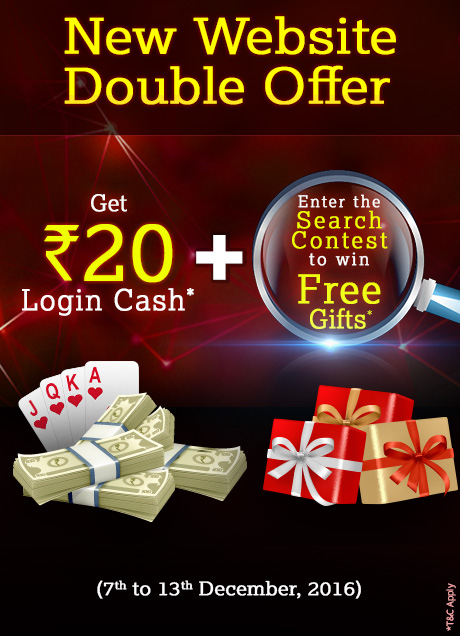 New Website
Double Offer
Get
₹20
Login Cash*
+
Enter the
Search
Contest
to win
Free
Gifts*
J Q K A
(7th to 13th December, 2016)
*T&C Apply